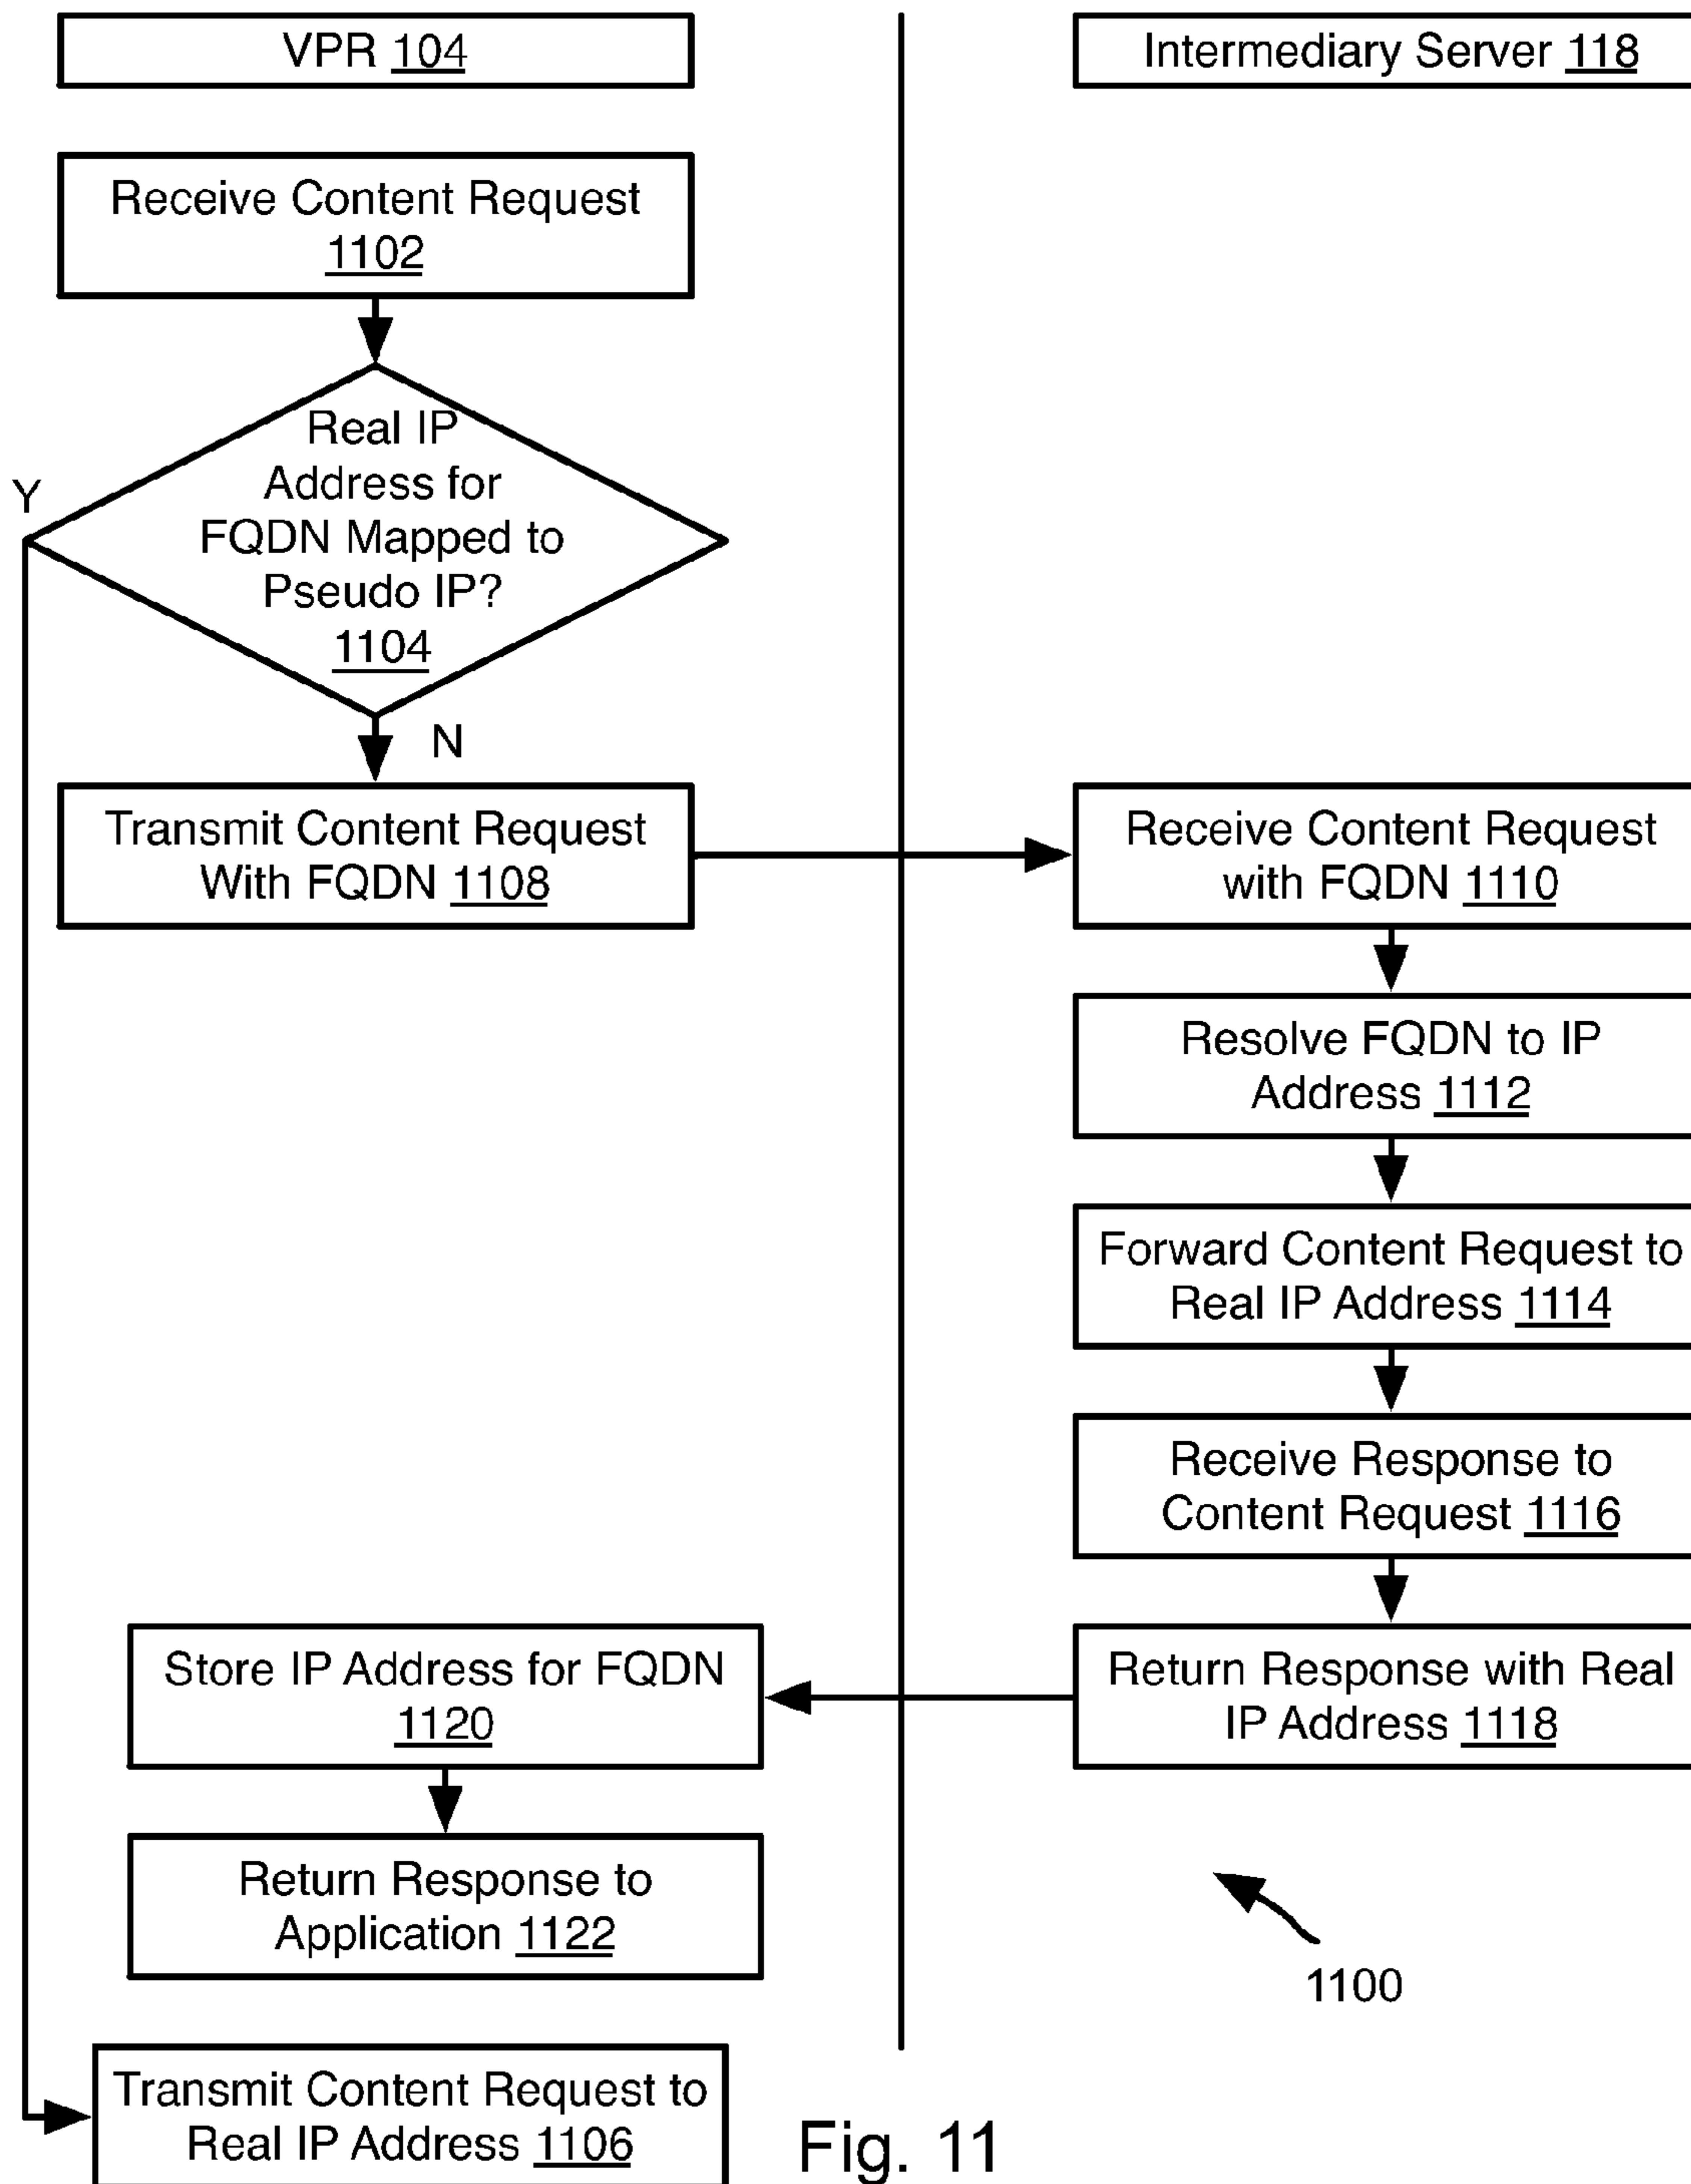 VPR 104
Intermediary Server 118
Receive Content Request
1102
Real IP
Address for
FQDN Mapped to
Pseudo IP?
1104
Y
N
Transmit Content Request
With FQDN 1108
Receive Content Request
with FQDN 1110
Resolve FQDN to IP
Address 1112
Forward Content Request to
Real IP Address 1114
Receive Response to
Content Request 1116
Return Response with Real
IP Address 1118
Store IP Address for FQDN
1120
Return Response to
Application 1122
1100
Transmit Content Request to
Real IP Address 1106
Fig. 11